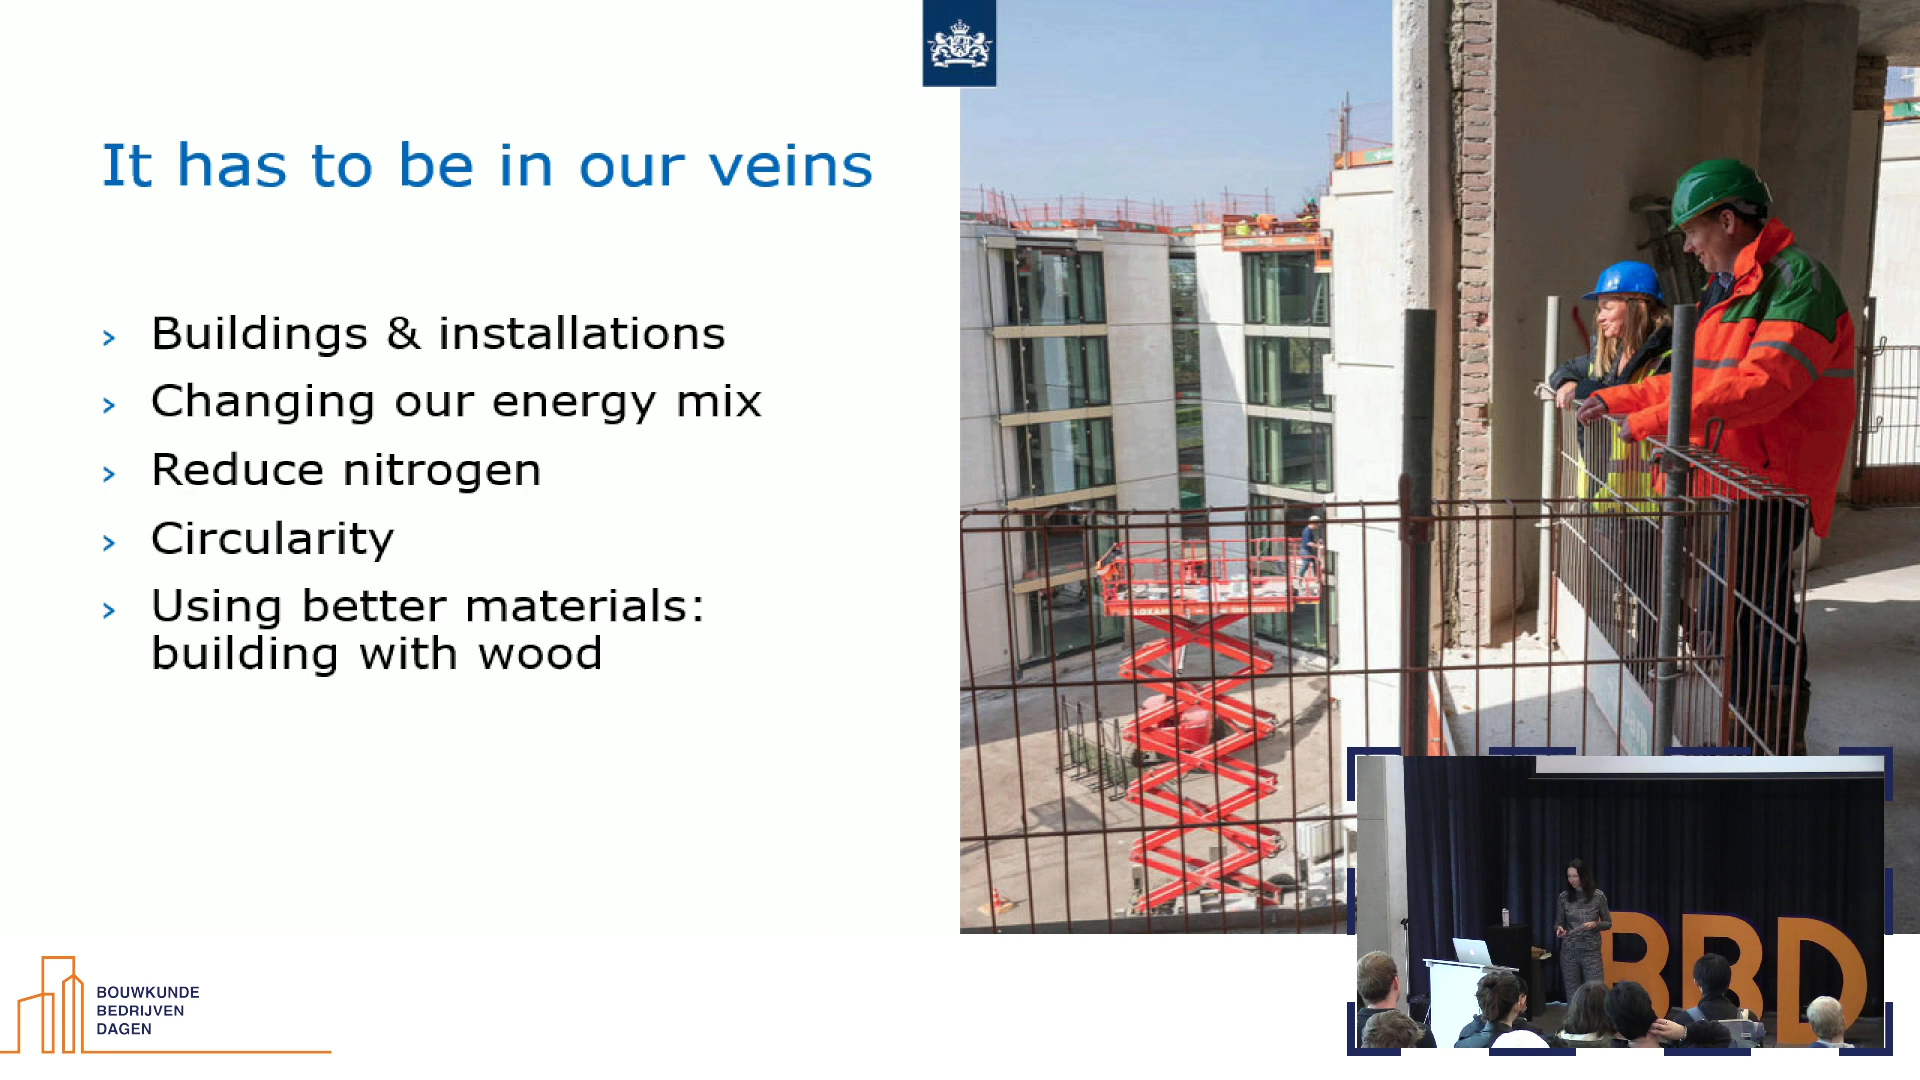 It has to be in our veins
› Buildings & installations
› Changing our energy mix
› Reduce nitrogen
› Circularity
› Using better materials:
building with wood
LOXAM
BOUWKUNDE
BEDRIJVEN
DAGEN
BBD